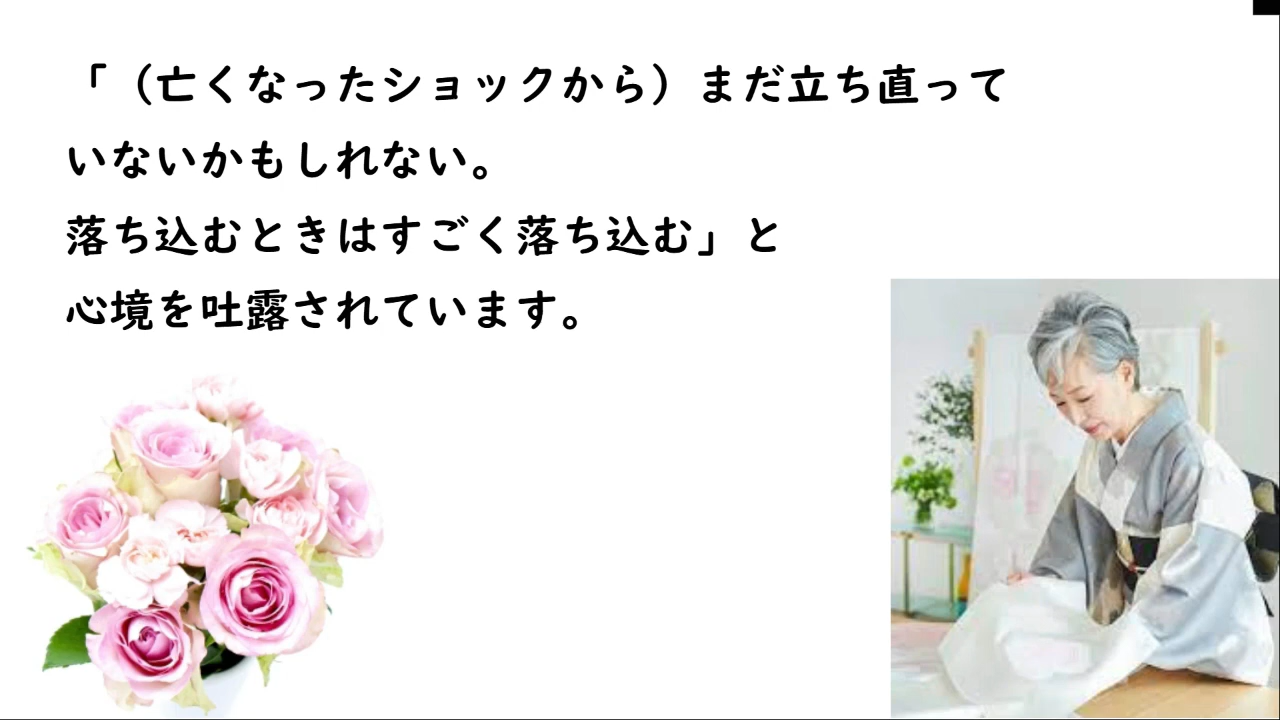 「（亡くなったショックから）まだ立ち直って
いないかもしれない。
落ち込むときはすごく落ち込む」と
心境を吐露されています。